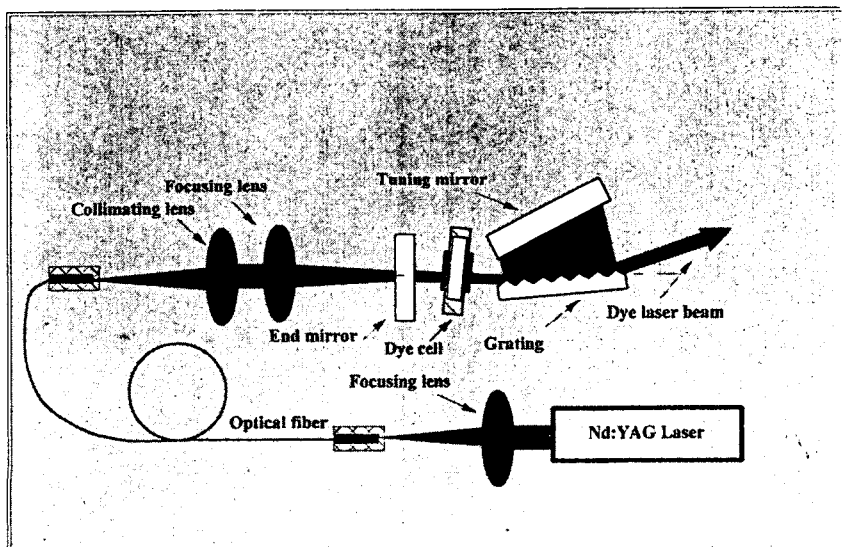 Tuning mirror
Focusing lens
Collimating lens
End mirror
Dye cell
Grating
Dye laser beam
Focusing lens
Optical fiber
Nd:YAG Laser